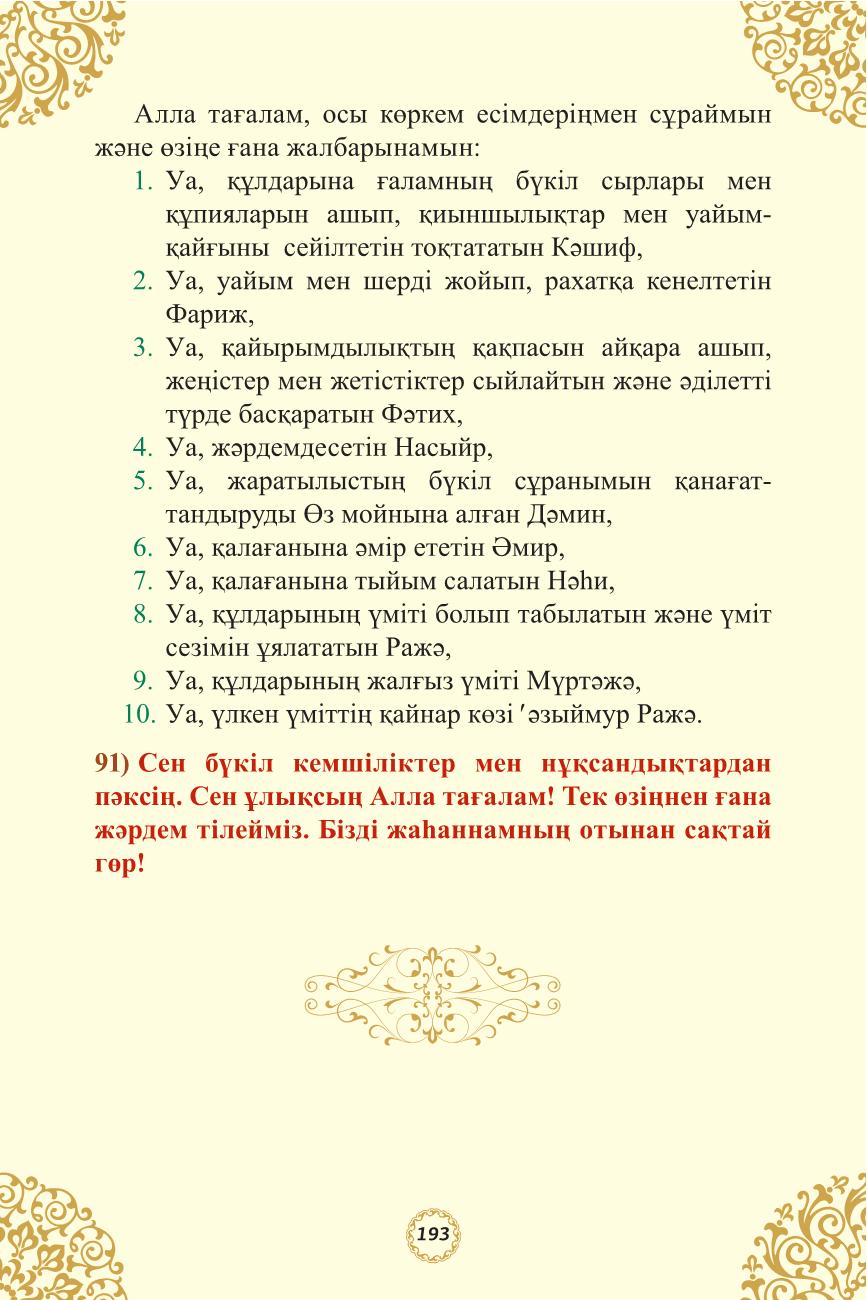 Алла тағалам, осы көркем есімдеріңмен сұраймын
және өзіңе ғана жалбарынамын:
1. Уа, құлдарына ғаламның бүкіл сырлары мен
құпияларын ашып, қиыншылықтар мен уайым-
қайғыны сейілтетін тоқтататын Кәшиф,
2. Уа, уайым мен шерді жойып, рахатқа кенелтетін
Фариж,
3. Уа, қайырымдылықтың қақпасын айқара ашып,
жеңістер мен жетістіктер сыйлайтын және әділетті
түрде басқаратын Фәтих,
4. Уа, жәрдемдесетін Насыйр,
5. Уа, жаратылыстың бүкіл сұранымын қанағат-
тандыруды Өз мойнына алған Дәмин,
6. Уа, қалағанына әмір ететін Әмир,
7. Уа, қалағанына тыйым салатын Нәһи,
8. Уа, құлдарының үміті болып табылатын және үміт
сезімін ұялататын Ражә,
9. Уа, құлдарының жалғыз үміті Мүртәжә,
10. Уа, үлкен үміттің қайнар көзі ′әзыймур Ражә.
91) Сен бүкіл кемшіліктер мен нұқсандықтардан
пәксің. Сен ұлықсың Алла тағалам! Тек өзіңнен ғана
жәрдем тілейміз. Бізді жаһаннамның отынан сақтай
гөр!
193